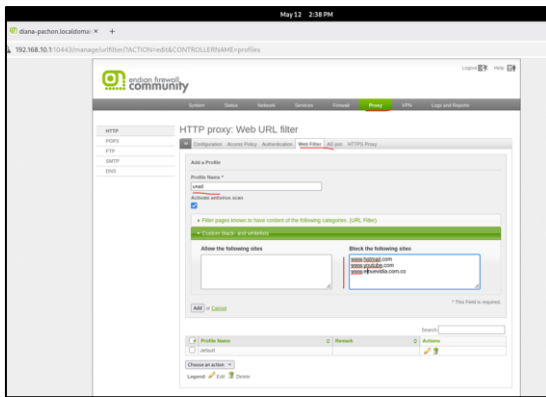 May 12 2:38 PM
diana-pachon.localdomai × +
192.168.10.1:10443/manage/urlfilter/?ACTION=edit&CONTROLLERNAME=profiles
endian firewall
community
Logout Help
System Status Network Services Firewall Proxy VPN Logs and Reports
HTTP
POP3
FTP
SMTP
DNS
HTTP proxy: Web URL filter
Configuration Access Policy Authentication Web Filter AD join HTTPS Proxy
Add a Profile
Profile Name *
unad
Activate antivirus scan
Filter pages known to have content of the following categories. (URL Filter)
Custom black- and whitelists
Allow the following sites Block the following sites
www.hotmail.com
www.youtube.com
www.elnuevodia.com.co
Add or Cancel
* This Field is required.
Search:
Profile Name Remark Actions
default
Choose an action
Legend: Edit Delete